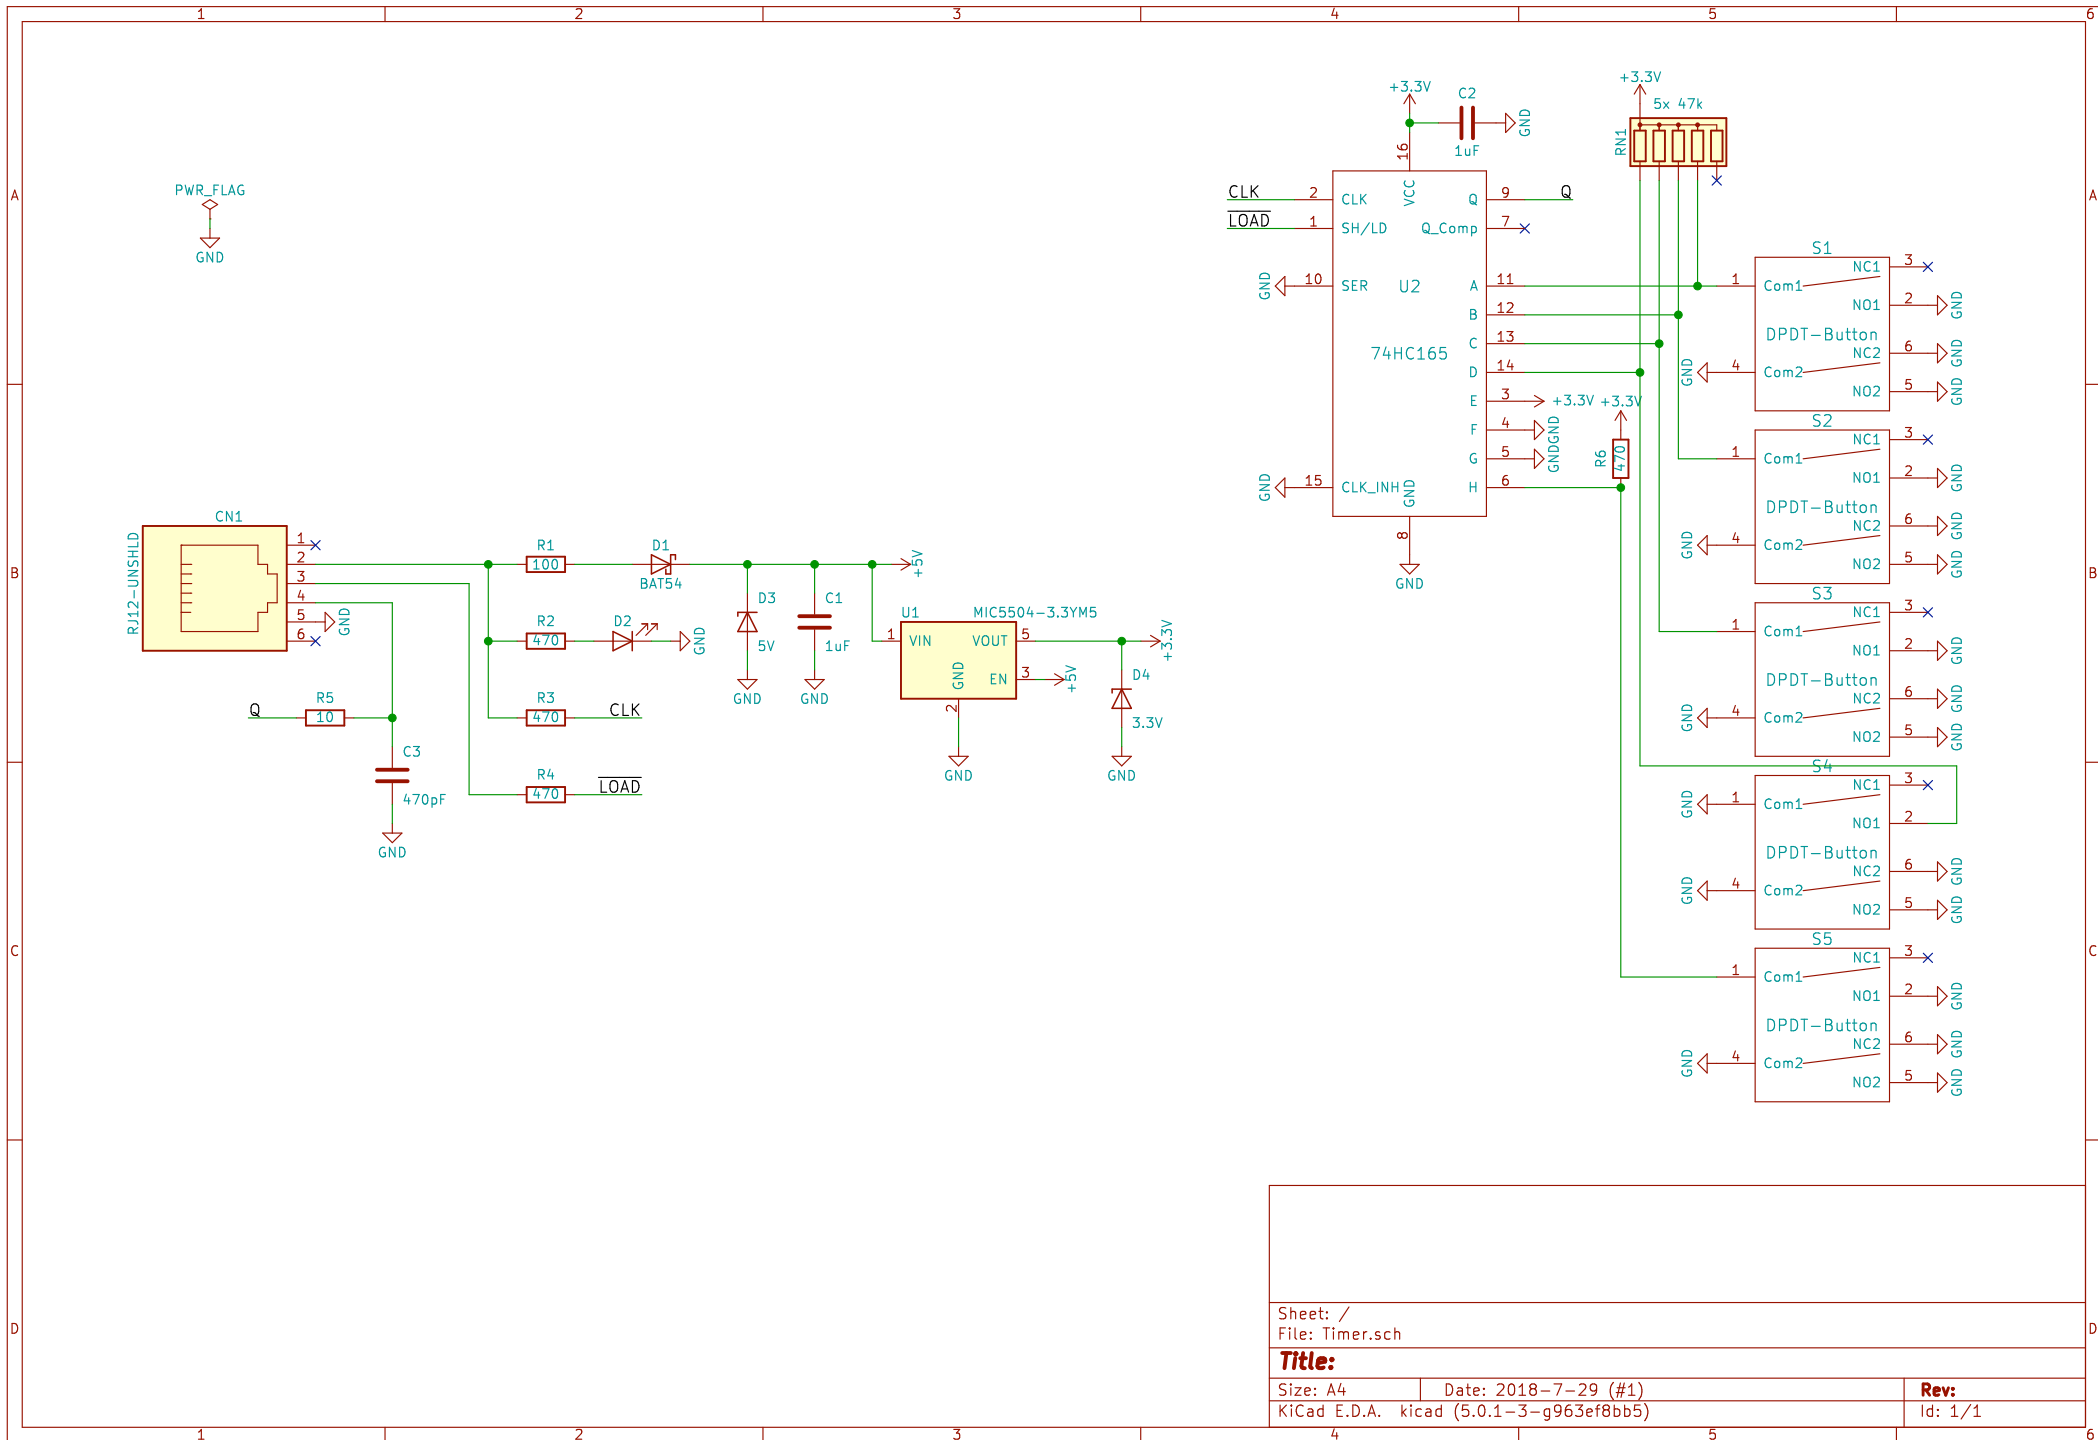 1 2 3 4 5 6
A
B
C
D
A
B
C
D
1 2 3 4 5 6
PWR_FLAG
GND
CN1
RJ12-UNSHLD
1
2
3
4
5
6
GND
Q
R5
10
C3
470pF
GND
R1
100
D1
BAT54
R2
470
D2
GND
R3
470
CLK
R4
470
LOAD
D3
5V
GND
C1
1uF
GND
+5V
U1
MIC5504-3.3YM5
1 VIN
VOUT 5
EN 3
GND
2
GND
+5V
+3.3V
D4
3.3V
GND
+3.3V
C2
1uF
GND
16
VCC
CLK 2 CLK
LOAD 1 SH/LD
GND 10 SER
GND 15 CLK_INH
U2
74HC165
Q 9 Q
Q_Comp 7
A 11
B 12
C 13
D 14
E 3 +3.3V
F 4 GND
G 5 GND
H 6
GND
8
GND
+3.3V
R6
470
+3.3V
5x 47k
RN1
S1
NC1 3
1 Com1
NO1 2 GND
DPDT-Button
NC2 6 GND
GND 4 Com2
NO2 5 GND
S2
NC1 3
1 Com1
NO1 2 GND
DPDT-Button
NC2 6 GND
GND 4 Com2
NO2 5 GND
S3
NC1 3
1 Com1
NO1 2 GND
DPDT-Button
NC2 6 GND
GND 4 Com2
NO2 5 GND
S4
NC1 3
GND 1 Com1
NO1 2
DPDT-Button
NC2 6 GND
GND 4 Com2
NO2 5 GND
S5
NC1 3
1 Com1
NO1 2 GND
DPDT-Button
NC2 6 GND
GND 4 Com2
NO2 5 GND
Sheet: /
File: Timer.sch
Title:
Size: A4 Date: 2018-7-29 (#1) Rev:
KiCad E.D.A. kicad (5.0.1-3-g963ef8bb5) Id: 1/1